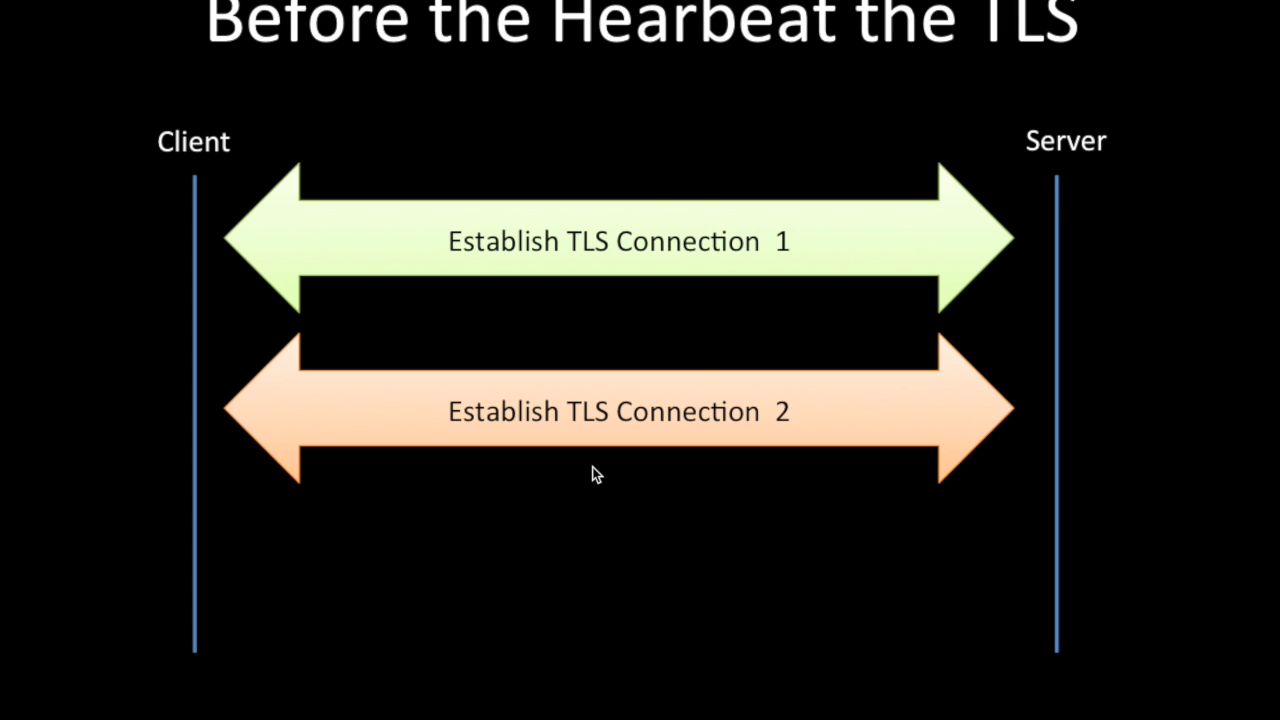 Before the Hearbeat the TLS
Client
Server
Establish TLS Connection 1
Establish TLS Connection 2